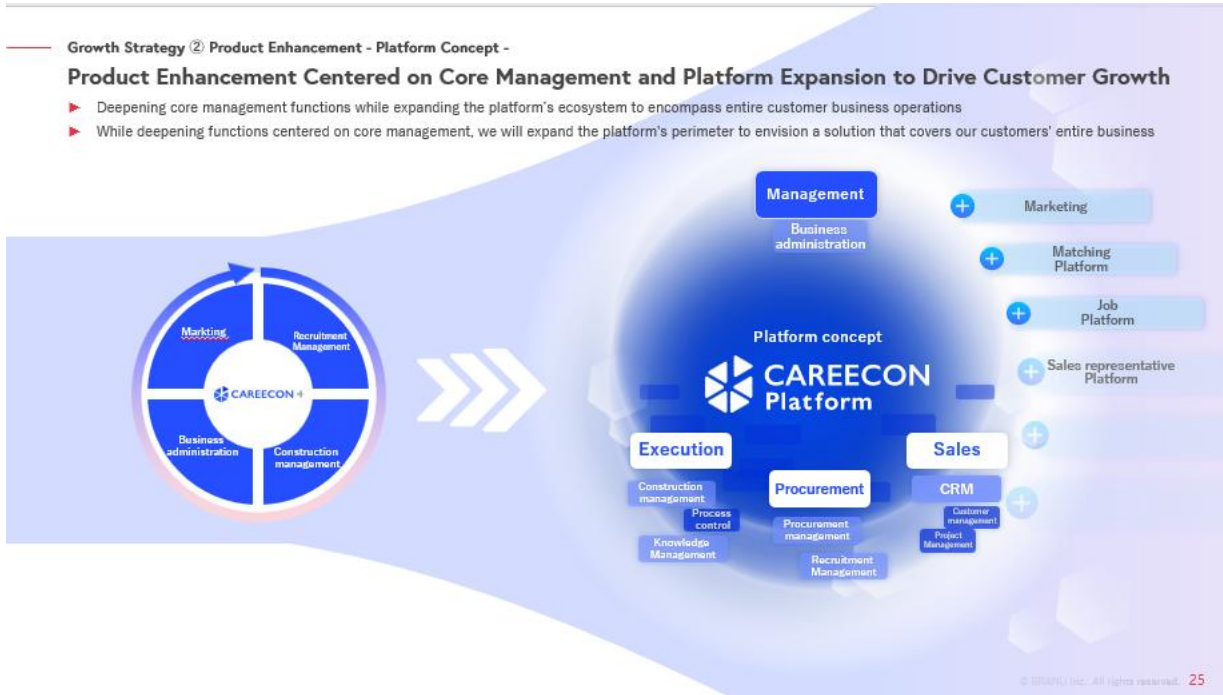 Growth Strategy ② Product Enhancement - Platform Concept -
Product Enhancement Centered on Core Management and Platform Expansion to Drive Customer Growth
► Deepening core management functions while expanding the platform's ecosystem to encompass entire customer business operations
► While deepening functions centered on core management, we will expand the platform's perimeter to envision a solution that covers our customers' entire business
Markting
Recruitment
Management
CAREECON +
Business
administration
Construction
management
Management
Business
administration
Platform concept
CAREECON
Platform
Execution
Construction
management
Process
control
Knowledge
Management
Procurement
Procurement
management
Recruitment
Management
Sales
CRM
Customer
management
Project
Management
Marketing
Matching
Platform
Job
Platform
Sales representative
Platform
© BRANU Inc. All rights reserved.
25